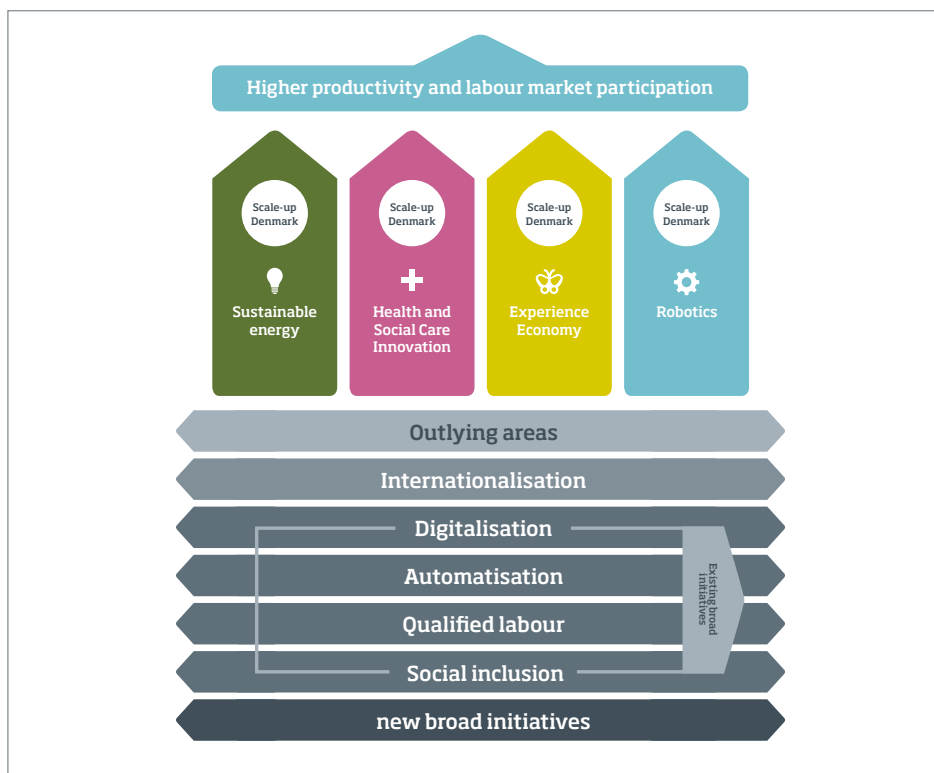 Higher productivity and labour market participation
Scale-up
Denmark
Scale-up
Denmark
Scale-up
Denmark
Scale-up
Denmark
Sustainable
energy
Health and
Social Care
Innovation
Experience
Economy
Robotics
Outlying areas
Internationalisation
Digitalisation
Automatisation
Qualified labour
Social inclusion
Existing broad
initiatives
new broad initiatives